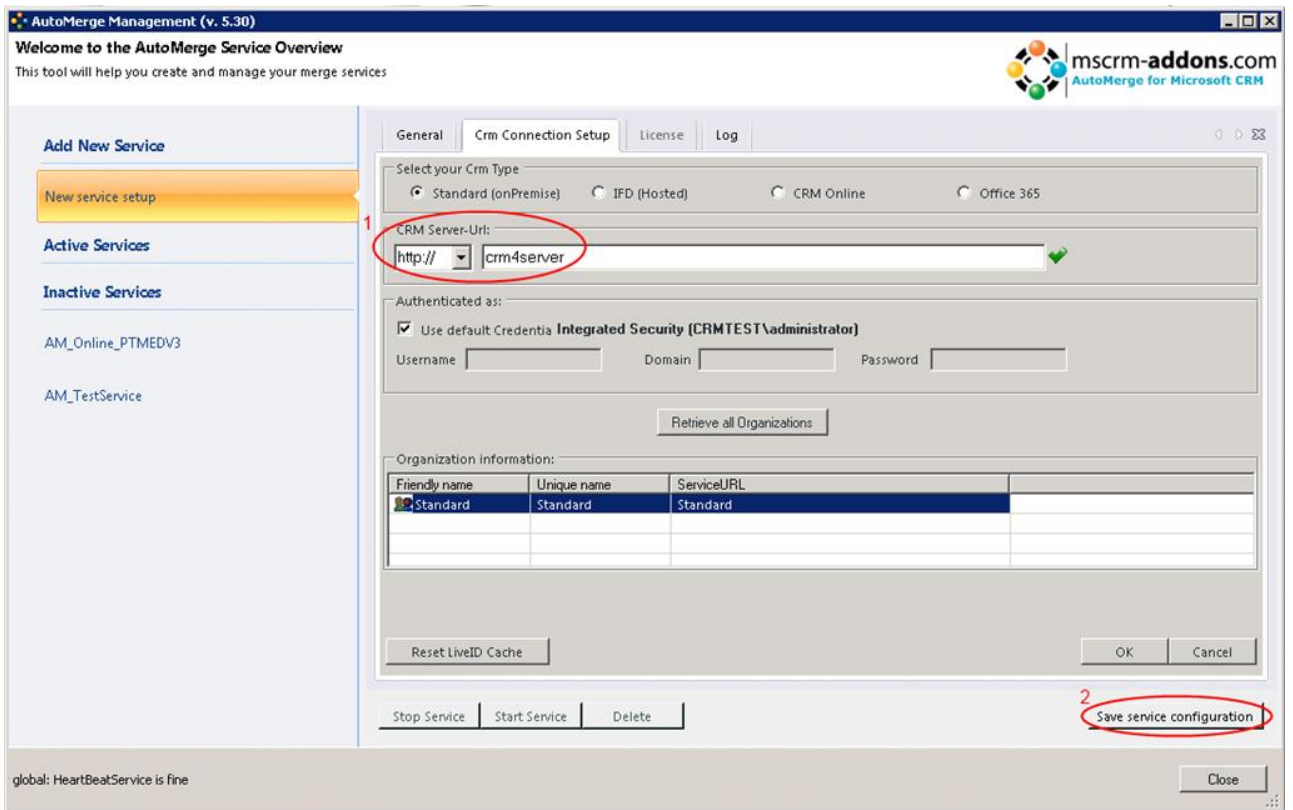 AutoMerge Management (v. 5.30)
Welcome to the AutoMerge Service Overview
This tool will help you create and manage your merge services
mscrm-addons.com
AutoMerge for Microsoft CRM
Add New Service
New service setup
Active Services
Inactive Services
AM_Online_PTMEDV3
AM_TestService
General Crm Connection Setup License Log
Select your Crm Type
Standard (onPremise) IFD (Hosted) CRM Online Office 365
1
CRM Server-Url:
http:// crm4server
Authenticated as:
Use default Credentia Integrated Security (CRMTEST\administrator)
Username Domain Password
Retrieve all Organizations
Organization information:
Friendly name Unique name ServiceURL
Standard Standard Standard
Reset LiveID Cache OK Cancel
2
Stop Service Start Service Delete Save service configuration
global: HeartBeatService is fine Close